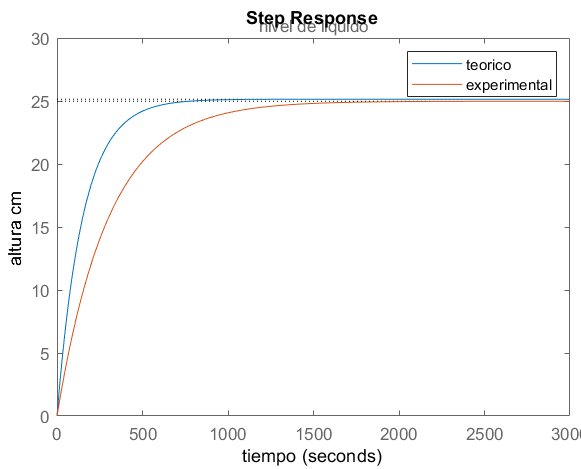 Step Response
nivel de liquido
teorico
experimental
altura cm
30
25
20
15
10
5
0
0 500 1000 1500 2000 2500 3000
tiempo (seconds)